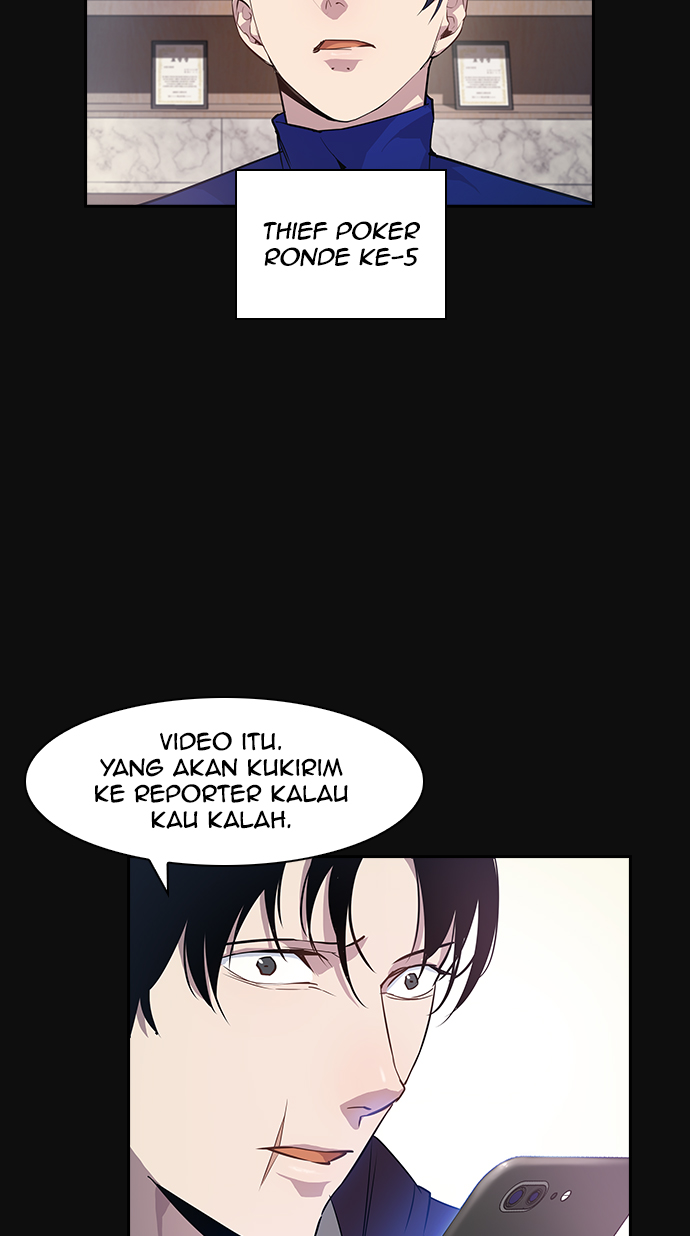 THIEF POKER
RONDE KE-5
VIDEO ITU.
YANG AKAN KUKIRIM
KE REPORTER KALAU
KAU KALAH.